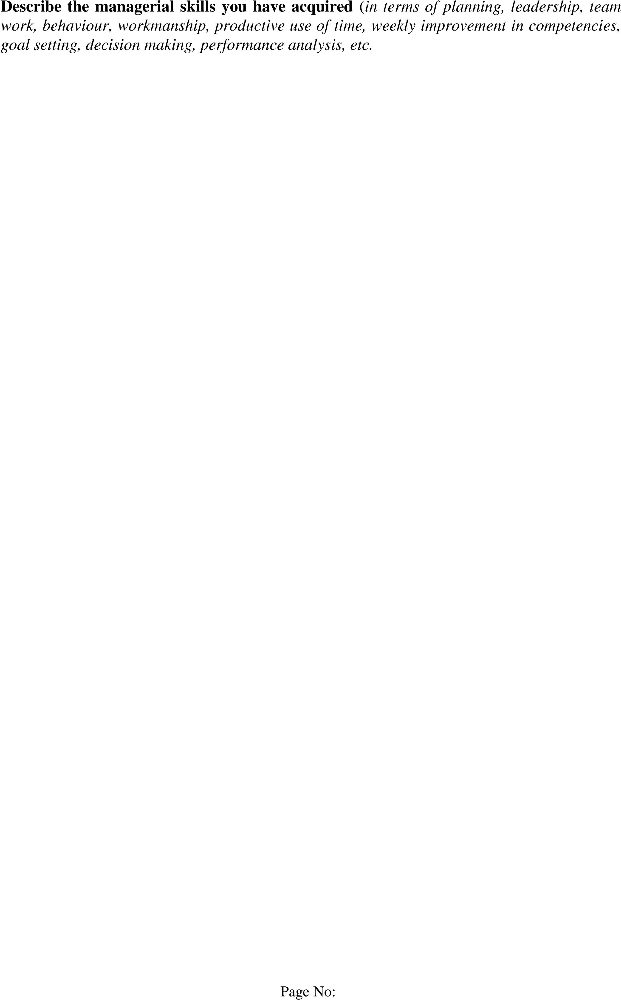 Describe the managerial skills you have acquired (in terms of planning, leadership, team
work, behaviour, workmanship, productive use of time, weekly improvement in competencies,
goal setting, decision making, performance analysis, etc.
Page No: